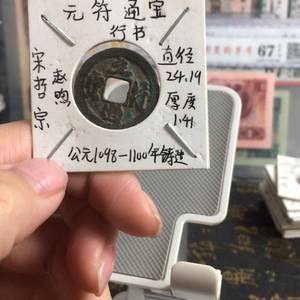 元符通宝
行书
宋哲宗
赵煦
直径
24.19
厚度
1.41
公元1098-1100年铸造
67